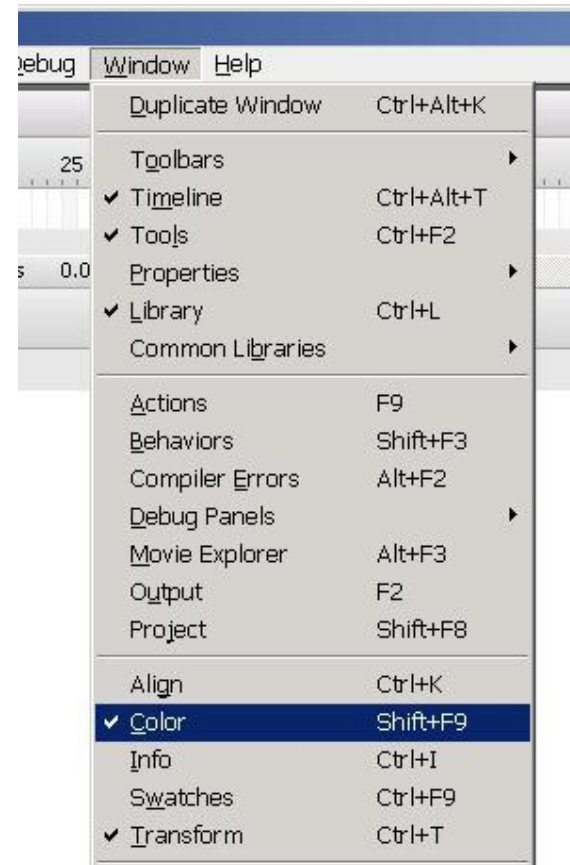 Debug Window Help
Duplicate Window Ctrl+Alt+K
25 Toolbars
Timeline Ctrl+Alt+T
Tools Ctrl+F2
s 0.0 Properties
Library Ctrl+L
Common Libraries
Actions F9
Behaviors Shift+F3
Compiler Errors Alt+F2
Debug Panels
Movie Explorer Alt+F3
Output F2
Project Shift+F8
Align Ctrl+K
Color Shift+F9
Info Ctrl+I
Swatches Ctrl+F9
Transform Ctrl+T